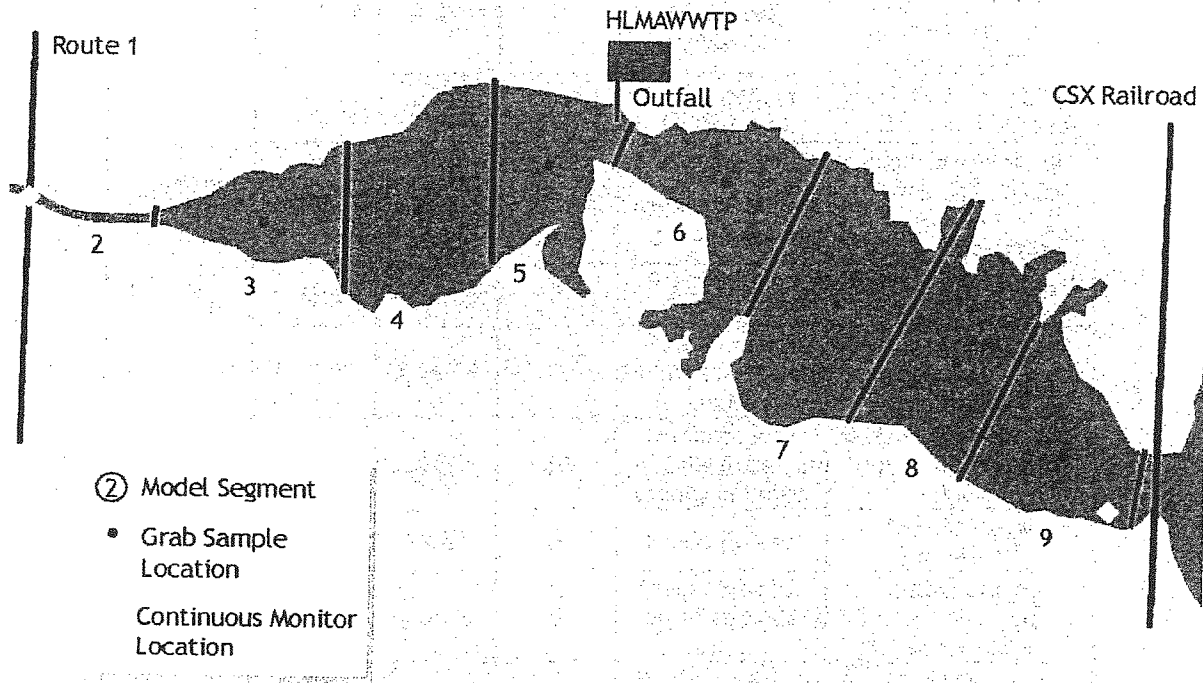 HLMAWWTP
Route 1
Outfall
CSX Railroad
2
3
4
5
6
7
8
9
2 Model Segment
Grab Sample
Location
Continuous Monitor
Location